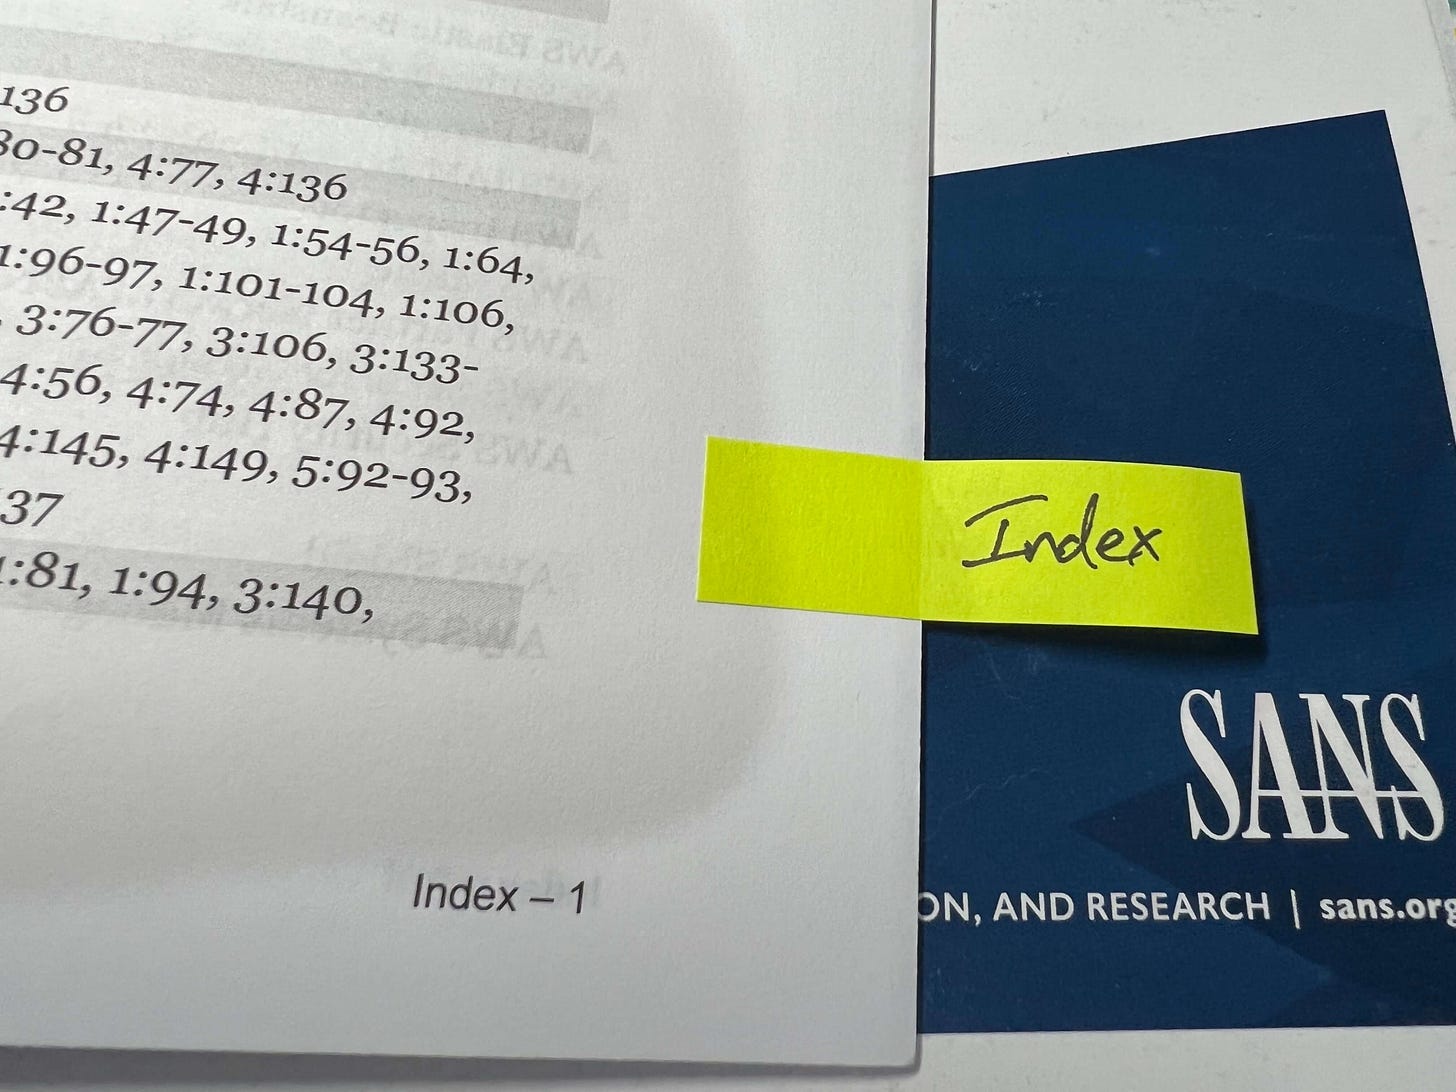 136
80-81, 4:77, 4:136
:42, 1:47-49, 1:54-56, 1:64,
1:96-97, 1:101-104, 1:106,
, 3:76-77, 3:106, 3:133-
4:56, 4:74, 4:87, 4:92,
4:145, 4:149, 5:92-93,
37
1:81, 1:94, 3:140,
Index – 1
Index
SANS
ON, AND RESEARCH | sans.org